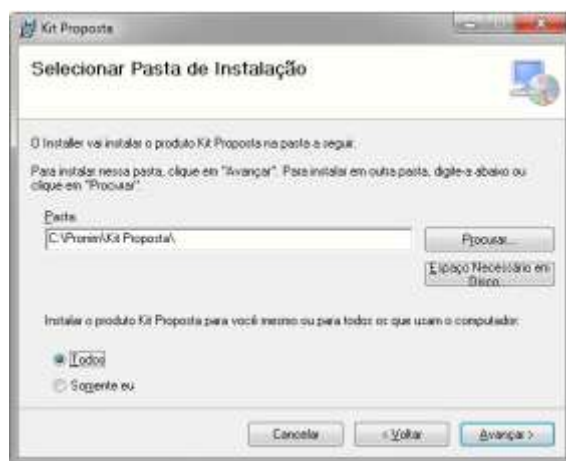 Kit Proposta
Selecionar Pasta de Instalação
O Installer vai instalar o produto Kit Proposta na pasta a seguir.
Para instalar nessa pasta, clique em "Avançar". Para instalar em outra pasta, digite-a abaixo ou
clique em "Procurar".
Pasta:
C:\Pronim\Kit Proposta\
Procurar...
Espaço Necessário em
Disco...
Instalar o produto Kit Proposta para você mesmo ou para todos os que usam o computador:
Todos
Somente eu
Cancelar
< Voltar
Avançar >